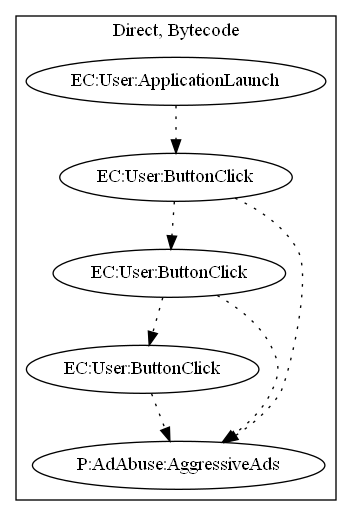 Direct, Bytecode
EC:User:ApplicationLaunch
EC:User:ButtonClick
EC:User:ButtonClick
EC:User:ButtonClick
P:AdAbuse:AggressiveAds